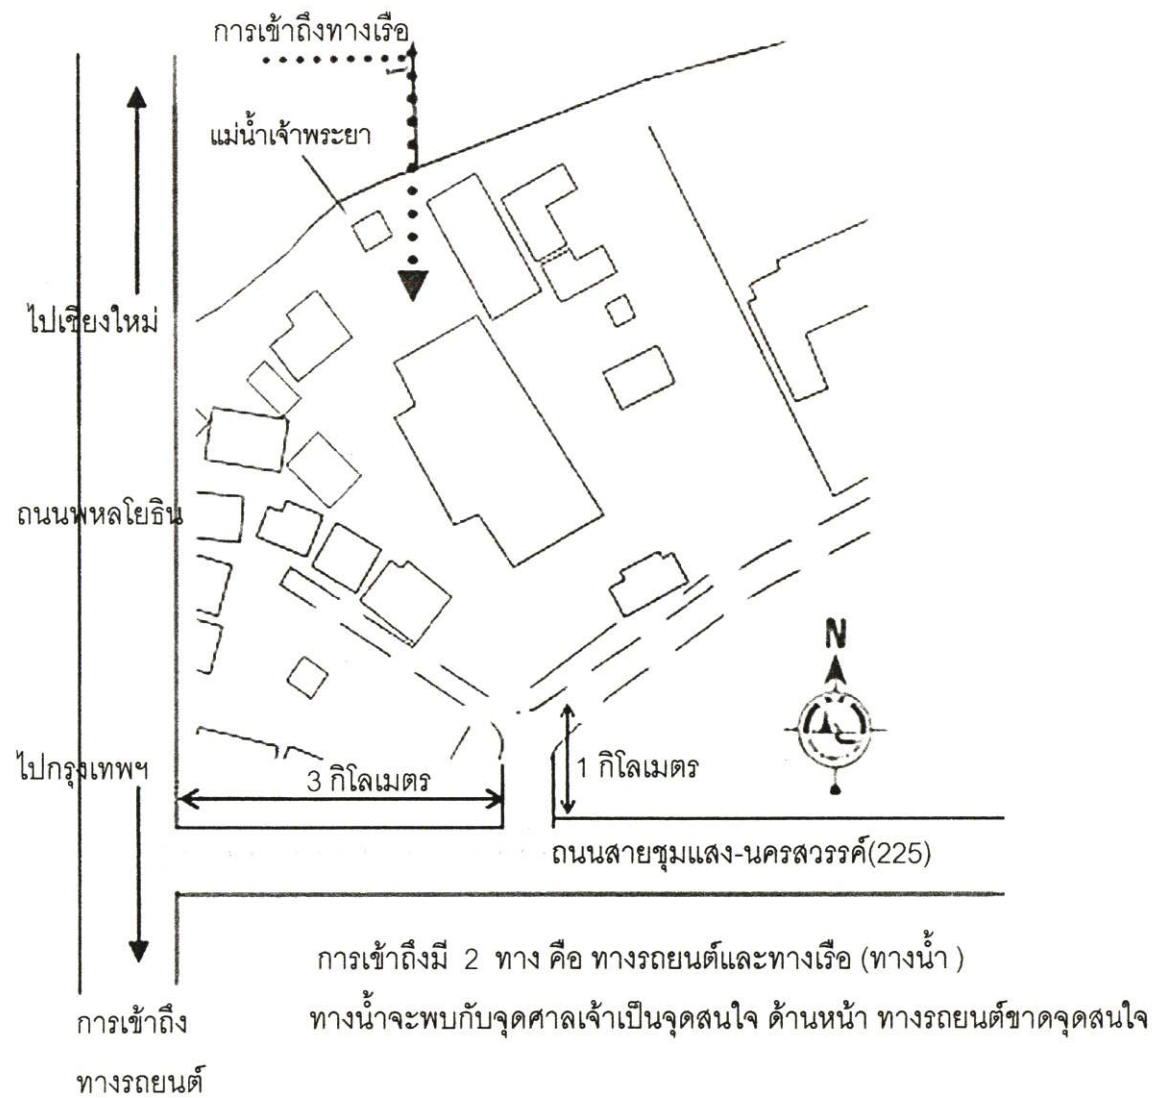 การเข้าถึงทางเรือ
แม่น้ำเจ้าพระยา
ไปเชียงใหม่
ถนนพหลโยธิน
N
ไปกรุงเทพฯ
3 กิโลเมตร
1 กิโลเมตร
ถนนสายชุมแสง-นครสวรรค์(225)
การเข้าถึงมี 2 ทาง คือ ทางรถยนต์และทางเรือ (ทางน้ำ )
ทางน้ำจะพบกับจุดศาลเจ้าเป็นจุดสนใจ ด้านหน้า ทางรถยนต์ขาดจุดสนใจ
การเข้าถึง
ทางรถยนต์